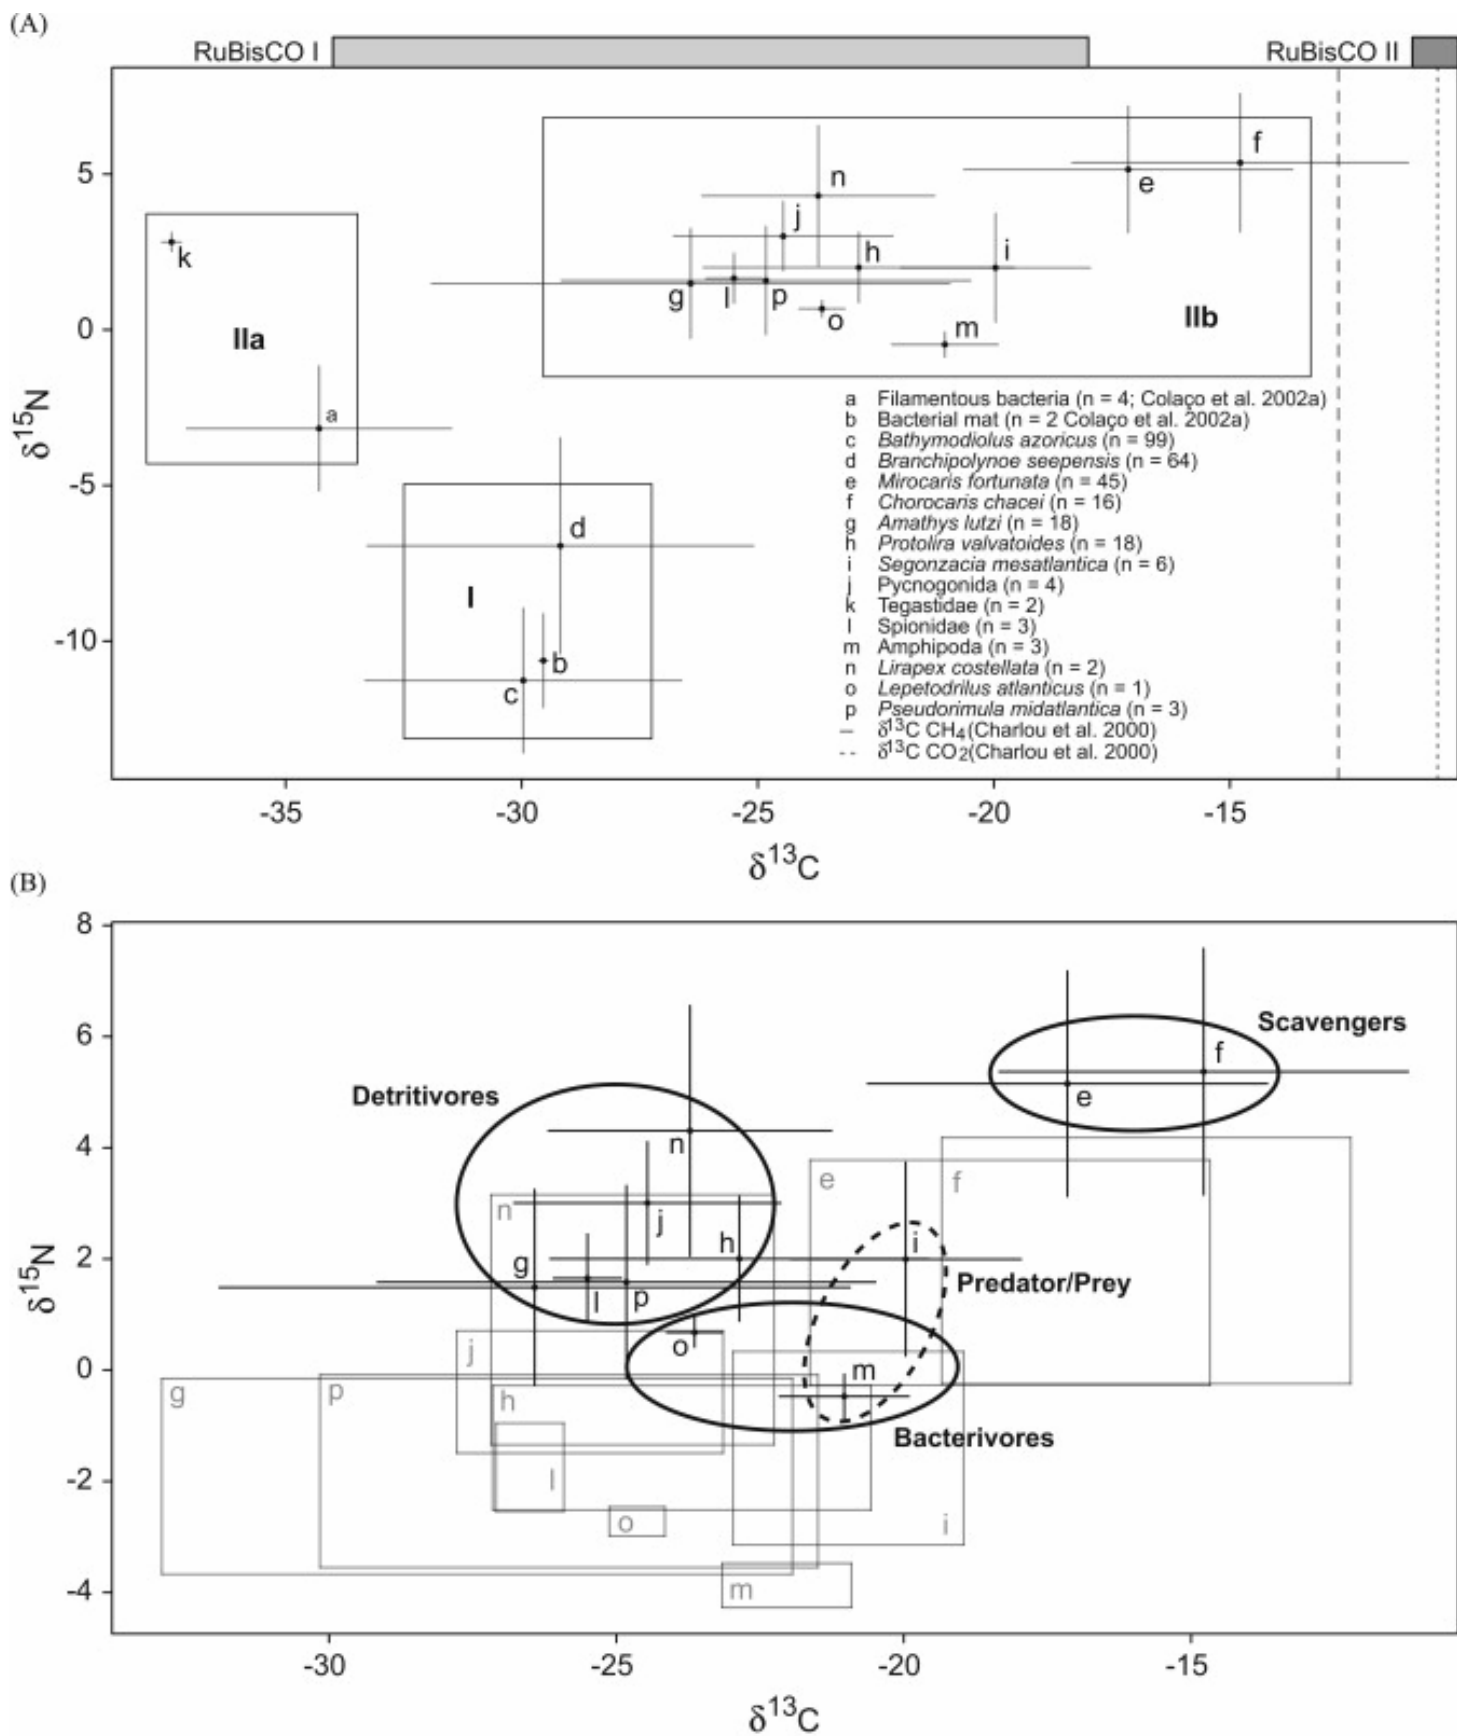 (A)
RuBisCO I
RuBisCO II
5
0
-5
-10
δ15N
k
a
IIa
d
I
b
c
n
j
g
l
p
h
o
i
m
e
f
IIb
a Filamentous bacteria (n = 4; Colaço et al. 2002a)
b Bacterial mat (n = 2 Colaço et al. 2002a)
c Bathymodiolus azoricus (n = 99)
d Branchipolynoe seepensis (n = 64)
e Mirocaris fortunata (n = 45)
f Chorocaris chacei (n = 16)
g Amathys lutzi (n = 18)
h Protolira valvatoides (n = 18)
i Segonzacia mesatlantica (n = 6)
j Pycnogonida (n = 4)
k Tegastidae (n = 2)
l Spionidae (n = 3)
m Amphipoda (n = 3)
n Lirapex costellata (n = 2)
o Lepetodrilus atlanticus (n = 1)
p Pseudorimula midatlantica (n = 3)
– δ13C CH4(Charlou et al. 2000)
-- δ13C CO2(Charlou et al. 2000)
-35 -30 -25 -20 -15
δ13C
(B)
8
6
4
2
0
-2
-4
δ15N
Scavengers
f
e
Detritivores
n
j
h
g
l
p
o
i
m
Predator/Prey
Bacterivores
n
e
f
j
g
p
h
l
o
i
m
-30 -25 -20 -15
δ13C